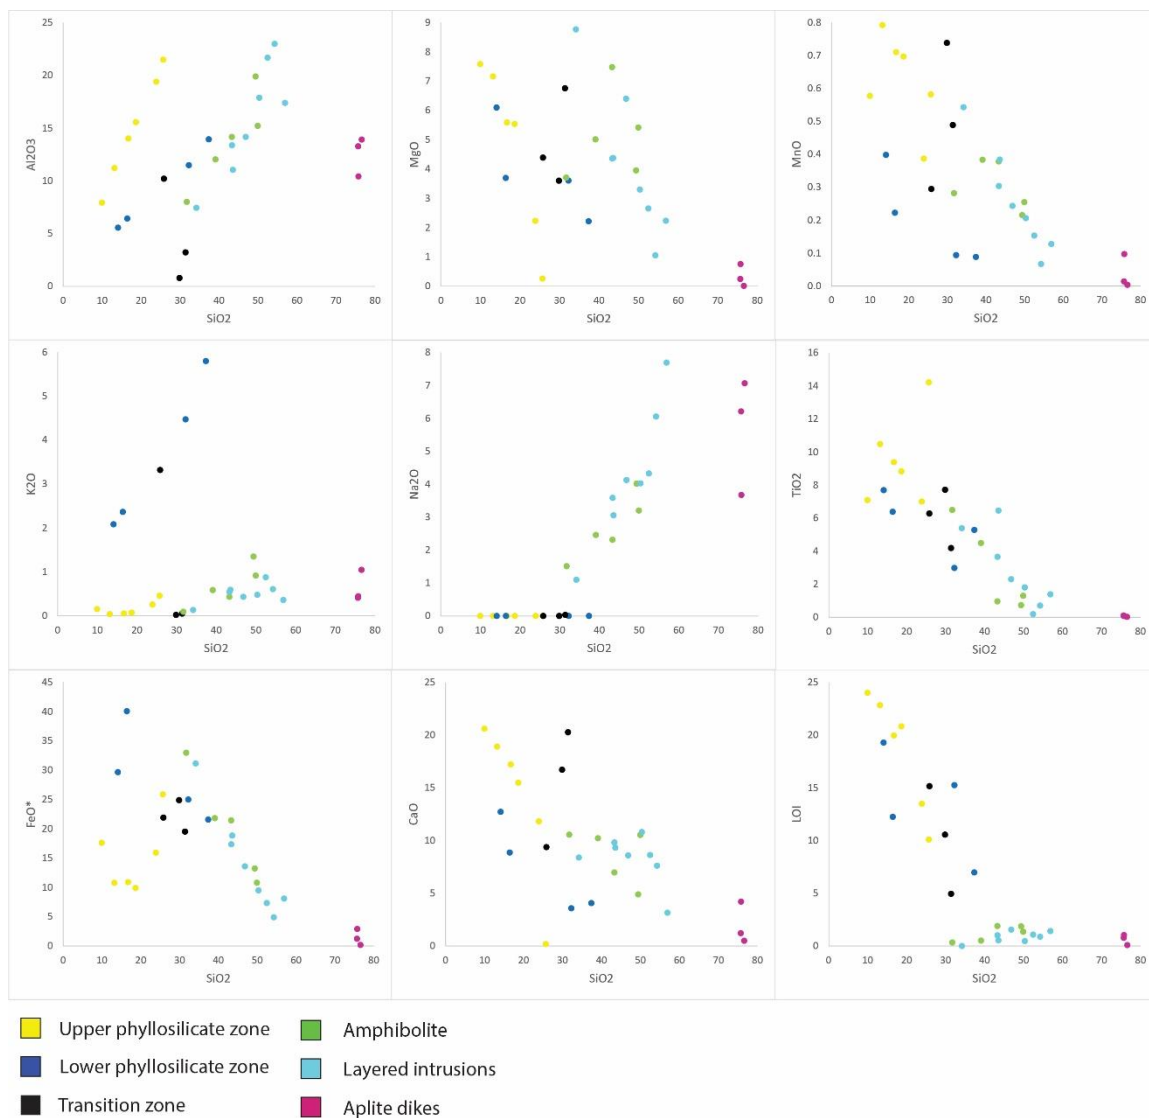 25
20
15
10
5
0
Al2O3
0 10 20 30 40 50 60 70 80
SiO2
9
8
7
6
5
4
3
2
1
0
MgO
0 10 20 30 40 50 60 70 80
SiO2
0.8
0.7
0.6
0.5
0.4
0.3
0.2
0.1
0.0
MnO
0 10 20 30 40 50 60 70 80
SiO2
6
5
4
3
2
1
0
K2O
0 10 20 30 40 50 60 70 80
SiO2
8
7
6
5
4
3
2
1
0
Na2O
0 10 20 30 40 50 60 70 80
SiO2
16
14
12
10
8
6
4
2
0
TiO2
0 10 20 30 40 50 60 70 80
SiO2
45
40
35
30
25
20
15
10
5
0
FeO*
0 10 20 30 40 50 60 70 80
SiO2
25
20
15
10
5
0
CaO
0 10 20 30 40 50 60 70 80
SiO2
25
20
15
10
5
0
LOI
0 10 20 30 40 50 60 70 80
SiO2
Upper phyllosilicate zone
Lower phyllosilicate zone
Transition zone
Amphibolite
Layered intrusions
Aplite dikes